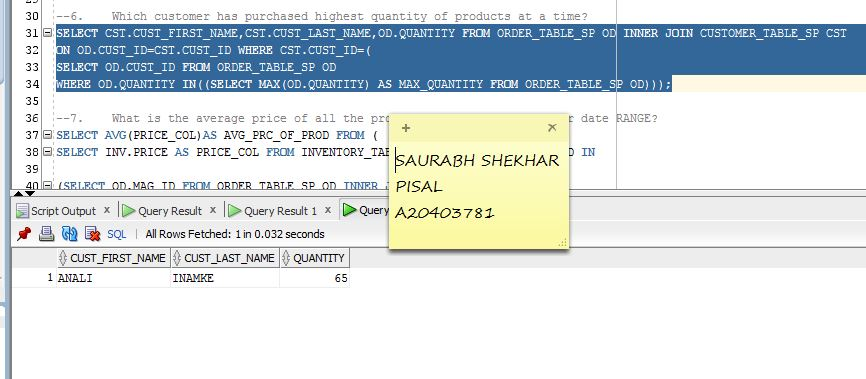 --6. Which customer has purchased highest quantity of products at a time?
31 SELECT CST.CUST_FIRST_NAME,CST.CUST_LAST_NAME,OD.QUANTITY FROM ORDER_TABLE_SP OD INNER JOIN CUSTOMER_TABLE_SP CST
32 ON OD.CUST_ID=CST.CUST_ID WHERE CST.CUST_ID=(
33 SELECT OD.CUST_ID FROM ORDER_TABLE_SP OD
34 WHERE OD.QUANTITY IN((SELECT MAX(OD.QUANTITY) AS MAX_QUANTITY FROM ORDER_TABLE_SP OD)));
35
36 --7. What is the average price of all the pro r date RANGE?
37 SELECT AVG(PRICE_COL)AS AVG_PRC_OF_PROD FROM (
38 SELECT INV.PRICE AS PRICE_COL FROM INVENTORY_TAB D IN
39
40 (SELECT OD.MAG_ID FROM ORDER_TABLE_SP OD INNER J
SAURABH SHEKHAR
PISAL
A20403781
Script Output Query Result Query Result 1 Query
SQL All Rows Fetched: 1 in 0.032 seconds
CUST_FIRST_NAME CUST_LAST_NAME QUANTITY
1 ANALI INAMKE 65